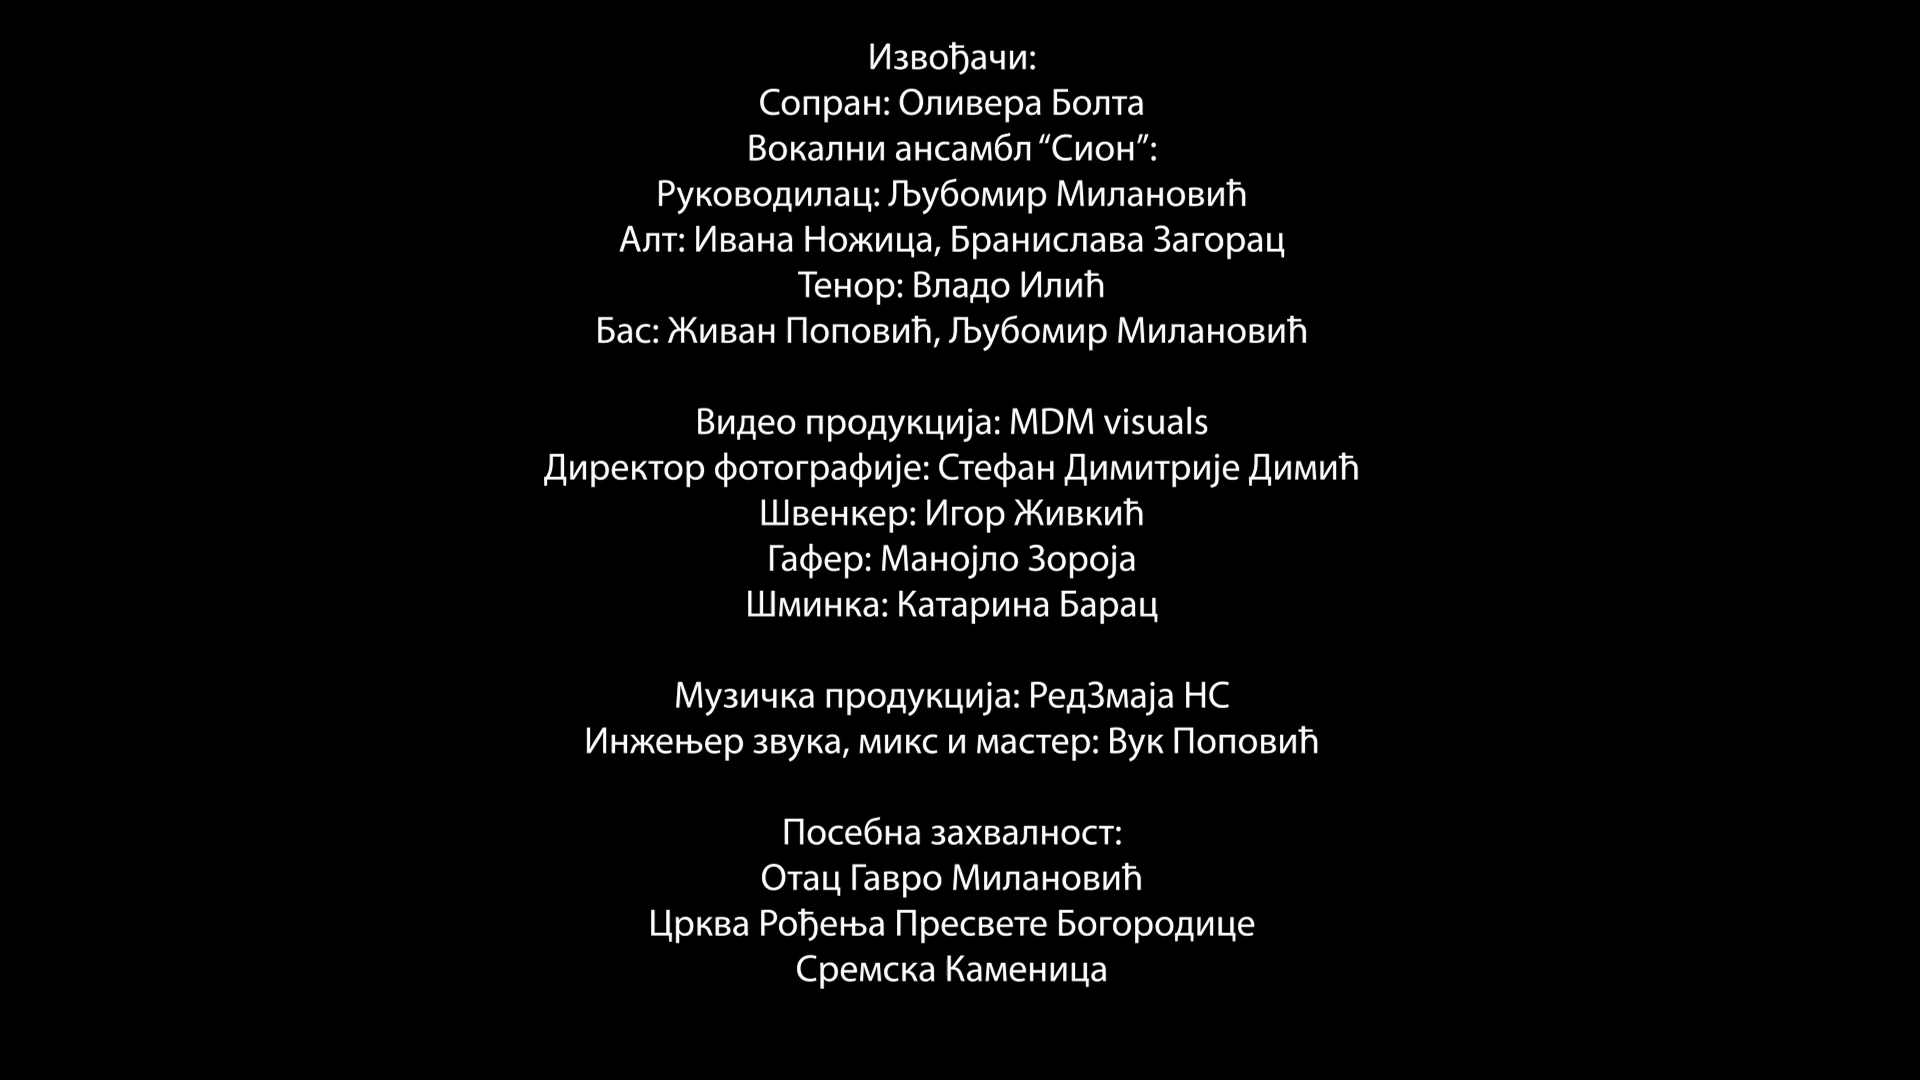 Извођачи:
Сопран: Оливера Болта
Вокални ансамбл “Сион”:
Руководилац: Љубомир Милановић
Алт: Ивана Ножица, Бранислава Загорац
Тенор: Владо Илић
Бас: Живан Поповић, Љубомир Милановић
Видео продукција: MDM visuals
Директор фотографије: Стефан Димитрије Димић
Швенкер: Игор Живкић
Гафер: Манојло Зороја
Шминка: Катарина Барац
Музичка продукција: РедЗмаја НС
Инжењер звука, микс и мастер: Вук Поповић
Посебна захвалност:
Отац Гавро Милановић
Црква Рођења Пресвете Богородице
Сремска Каменица